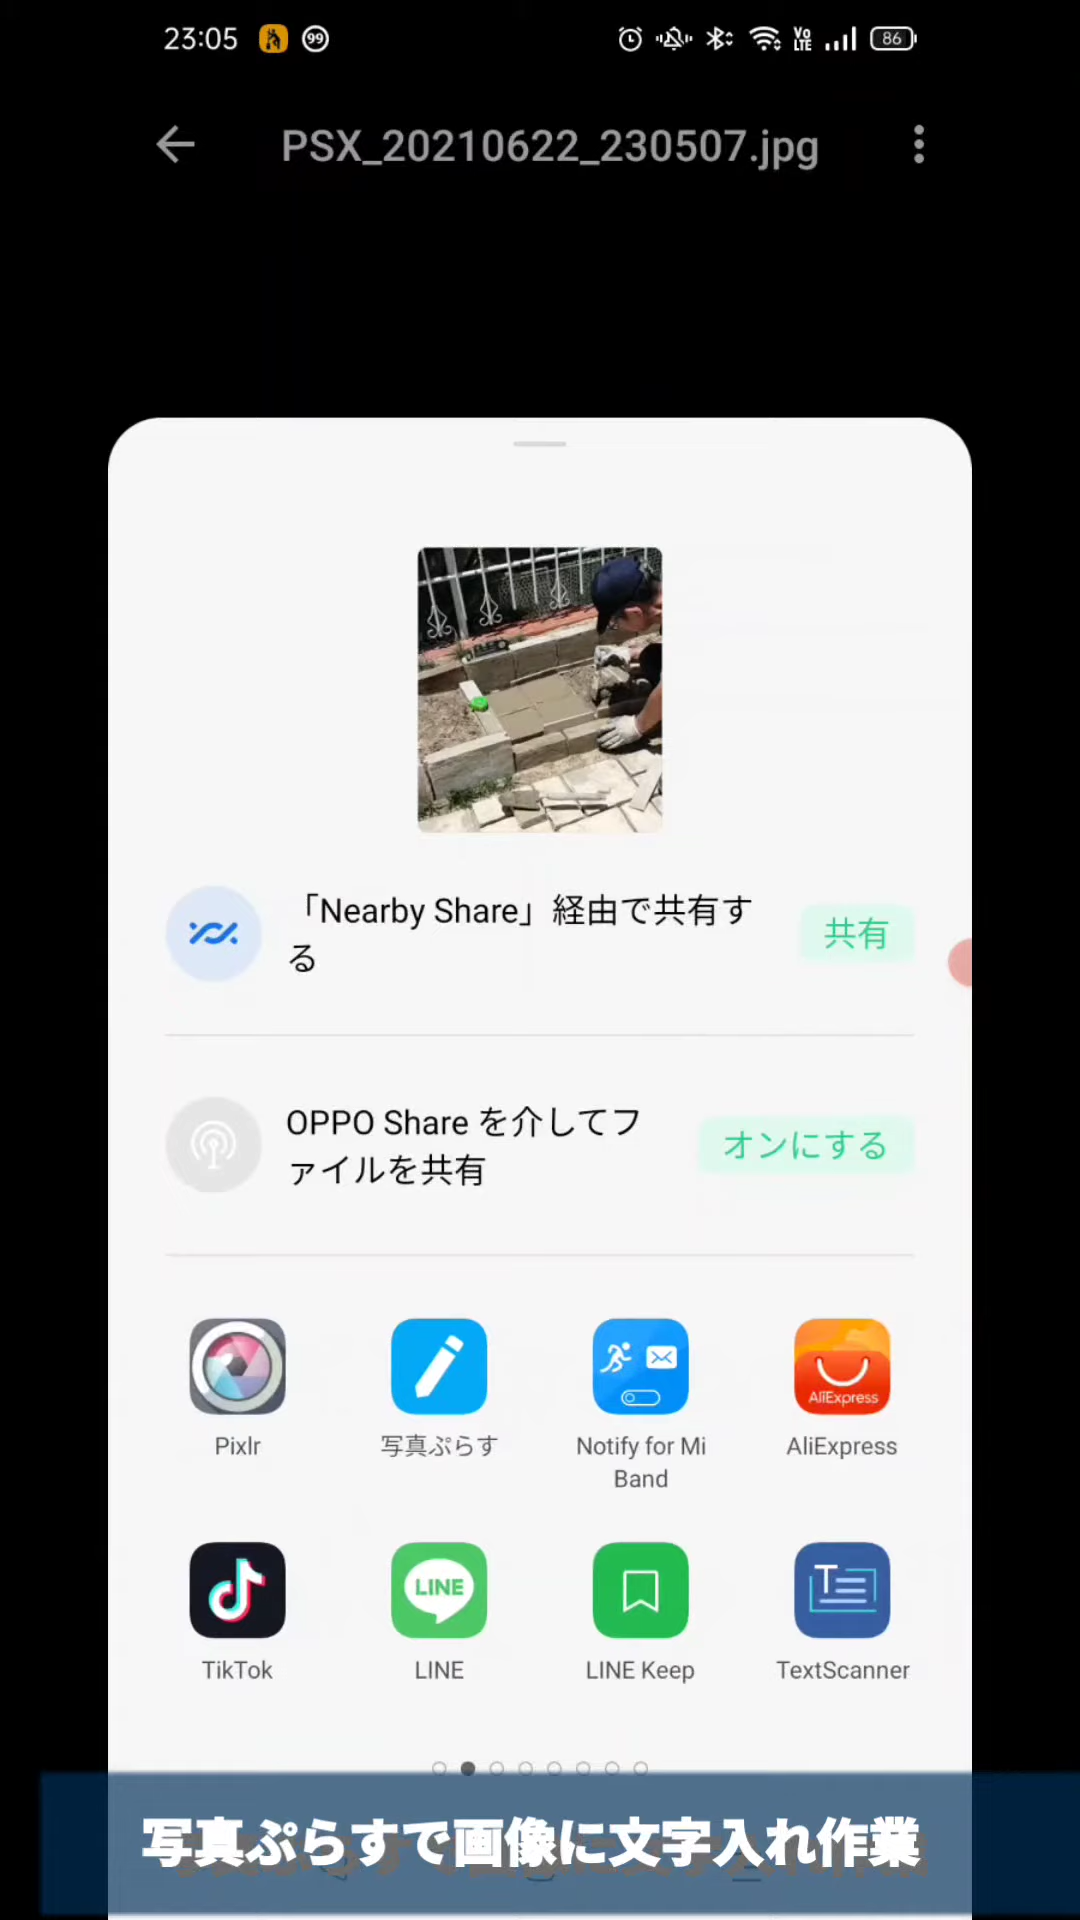 23:05
99
Vo
LTE
86
PSX_20210622_230507.jpg
「Nearby Share」経由で共有す
る
共有
OPPO Share を介してフ
ァイルを共有
オンにする
AliExpress
Pixlr
写真ぷらす
Notify for Mi
Band
AliExpress
LINE
T
TikTok
LINE
LINE Keep
TextScanner
写真ぷらすで画像に文字入れ作業